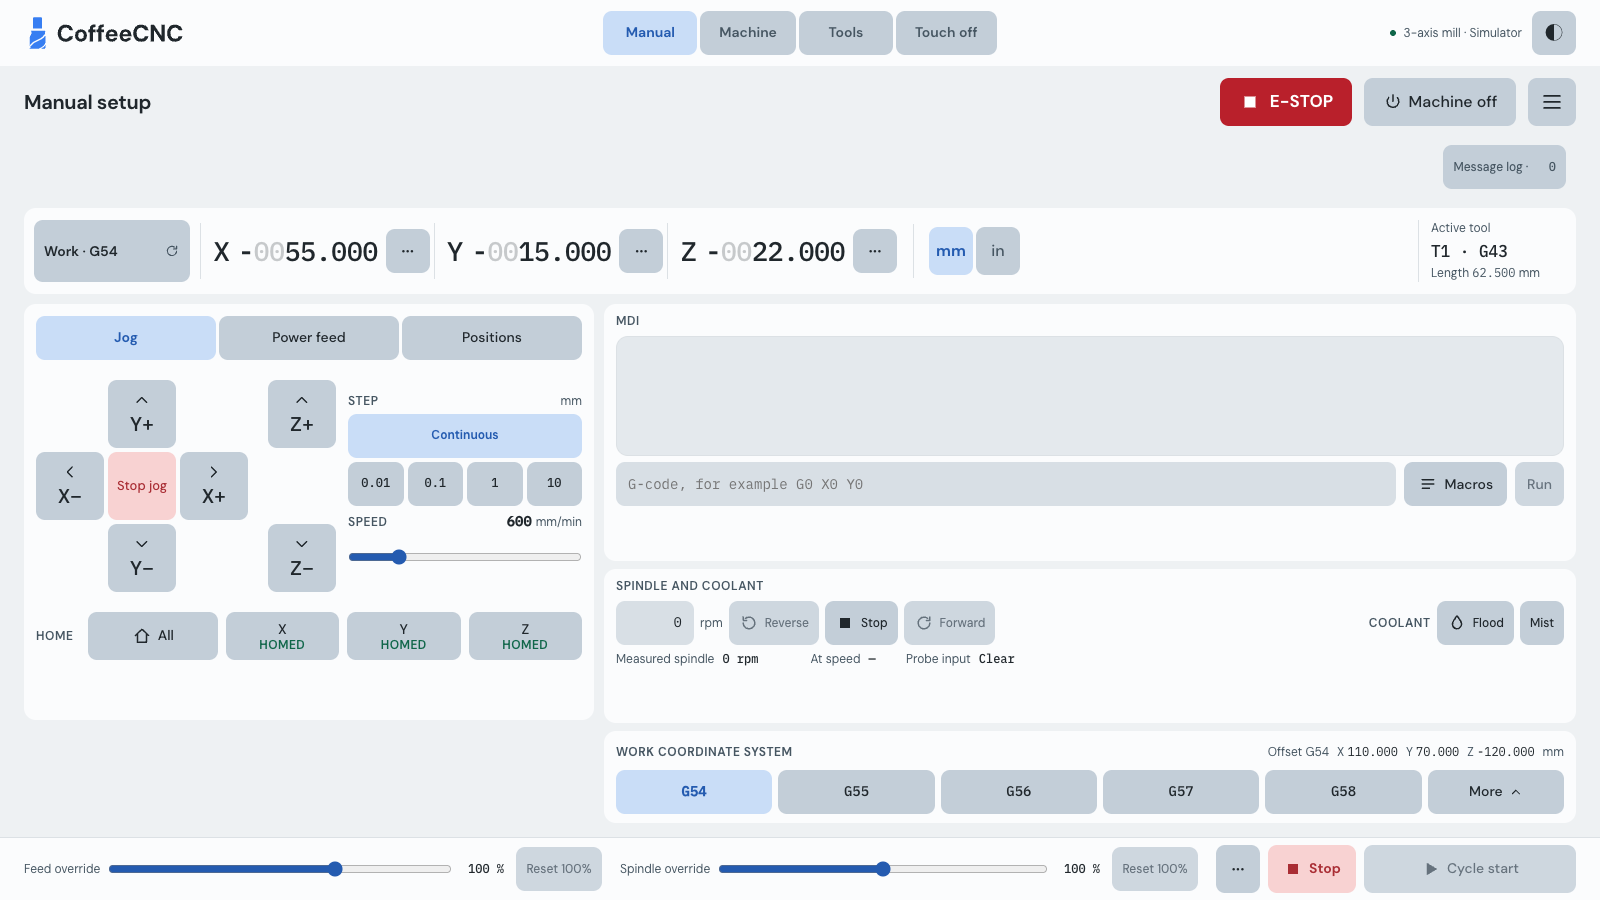 CoffeeCNC
Manual
Machine
Tools
Touch off
3-axis mill · Simulator
Manual setup
E-STOP
Machine off
Message log · 0
Work · G54
X -0055.000
Y -0015.000
Z -0022.000
mm
in
Active tool
T1 · G43
Length 62.500 mm
Jog
Power feed
Positions
Y+
Z+
X−
Stop jog
X+
Y−
Z−
STEP mm
Continuous
0.01
0.1
1
10
SPEED 600 mm/min
HOME
All
X
HOMED
Y
HOMED
Z
HOMED
MDI
G-code, for example G0 X0 Y0
Macros
Run
SPINDLE AND COOLANT
0 rpm
Reverse
Stop
Forward
COOLANT
Flood
Mist
Measured spindle 0 rpm
At speed —
Probe input Clear
WORK COORDINATE SYSTEM
Offset G54 X 110.000 Y 70.000 Z -120.000 mm
G54
G55
G56
G57
G58
More
Feed override
100 %
Reset 100%
Spindle override
100 %
Reset 100%
Stop
Cycle start